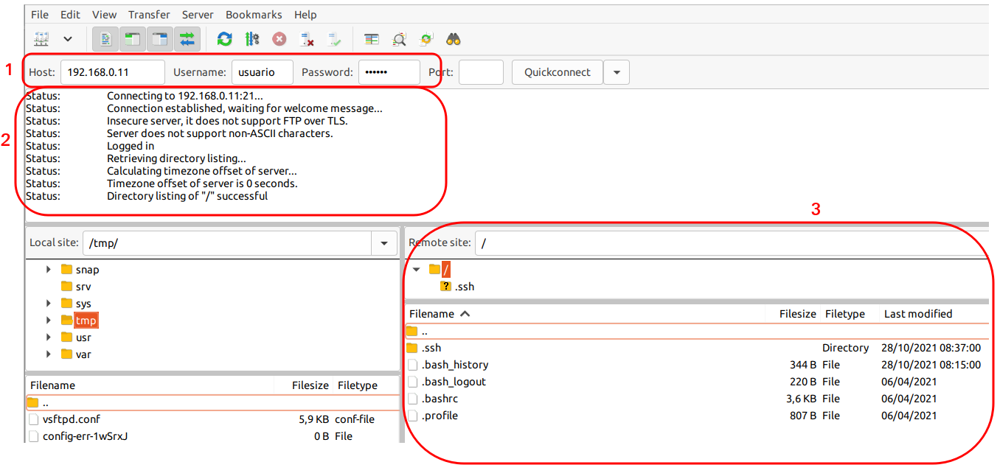 File Edit View Transfer Server Bookmarks Help
1 Host: 192.168.0.11 Username: usuario Password: •••••• Port: Quickconnect
2
Status: Connecting to 192.168.0.11:21...
Status: Connection established, waiting for welcome message...
Status: Insecure server, it does not support FTP over TLS.
Status: Server does not support non-ASCII characters.
Status: Logged in
Status: Retrieving directory listing...
Status: Calculating timezone offset of server...
Status: Timezone offset of server is 0 seconds.
Status: Directory listing of "/" successful
3
Local site: /tmp/
snap
srv
sys
tmp
usr
var
Filename Filesize Filetype
..
vsftpd.conf 5,9 KB conf-file
config-err-1wSrxJ 0 B File
Remote site: /
/
? .ssh
Filename Filesize Filetype Last modified
..
.ssh Directory 28/10/2021 08:37:00
.bash_history 344 B File 28/10/2021 08:15:00
.bash_logout 220 B File 06/04/2021
.bashrc 3,6 KB File 06/04/2021
.profile 807 B File 06/04/2021